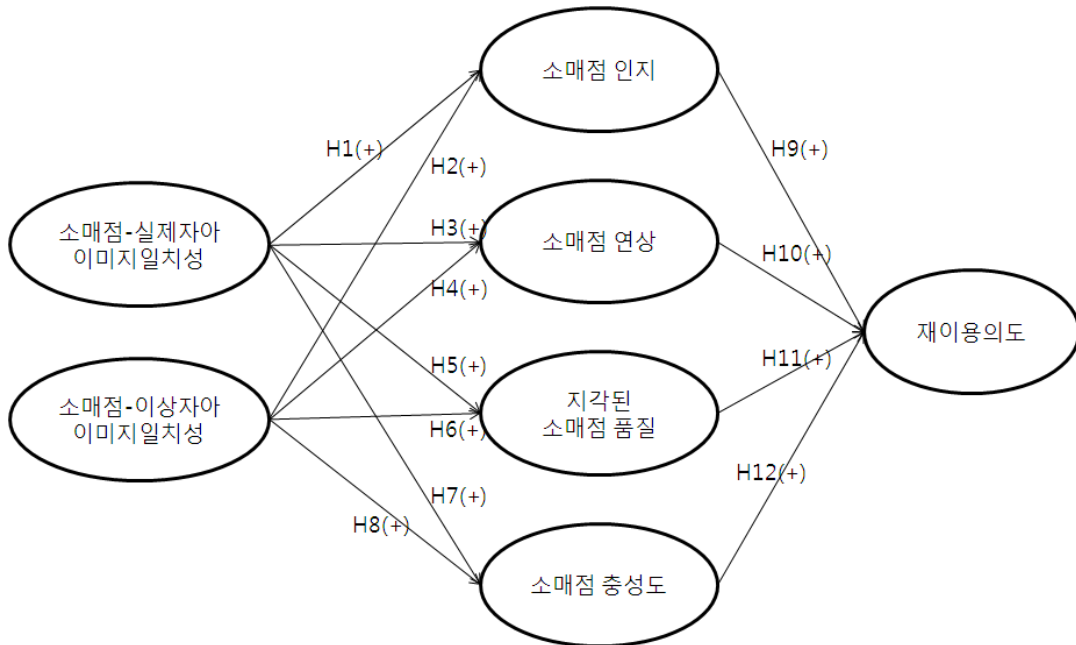 소매점 인지
H1(+)
H2(+)
H9(+)
소매점-실제자아
이미지일치성
H3(+)
소매점 연상
H10(+)
H4(+)
재이용의도
H5(+)
H11(+)
소매점-이상자아
이미지일치성
지각된
소매점 품질
H6(+)
H7(+)
H12(+)
H8(+)
소매점 충성도